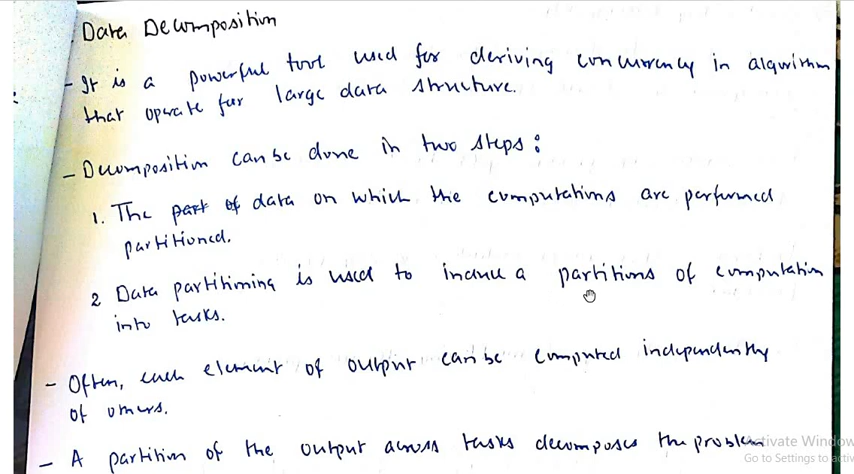 Data Decomposition
- It is a powerful tool used for deriving concurrency in algorithm
that operate for large data structure.
- Decomposition can be done in two steps:
1. The part of data on which the computations are performed
partitioned.
2 Data partitioning is used to induce a partitions of computation
into tasks.
- Often, each element of output can be computed independently
of others.
- A partition of the output across tasks decomposes the problem
Activate Window
Go to Settings to activ